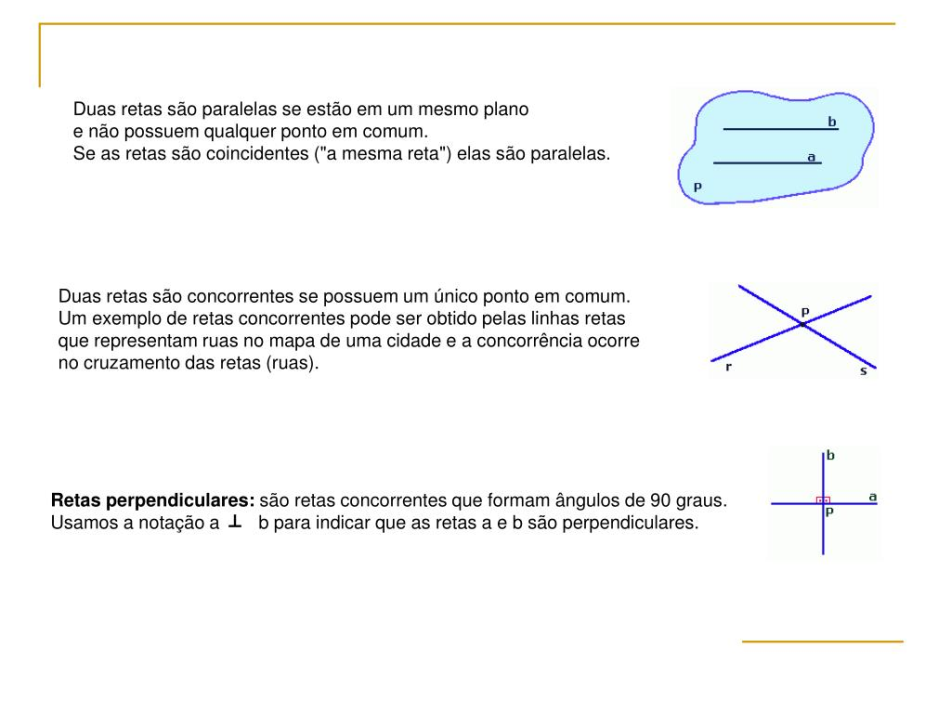 Duas retas são paralelas se estão em um mesmo plano
e não possuem qualquer ponto em comum.
Se as retas são coincidentes ("a mesma reta") elas são paralelas.
b
a
p
Duas retas são concorrentes se possuem um único ponto em comum.
Um exemplo de retas concorrentes pode ser obtido pelas linhas retas
que representam ruas no mapa de uma cidade e a concorrência ocorre
no cruzamento das retas (ruas).
p
r
s
Retas perpendiculares: são retas concorrentes que formam ângulos de 90 graus.
Usamos a notação a ⊥ b para indicar que as retas a e b são perpendiculares.
b
a
p